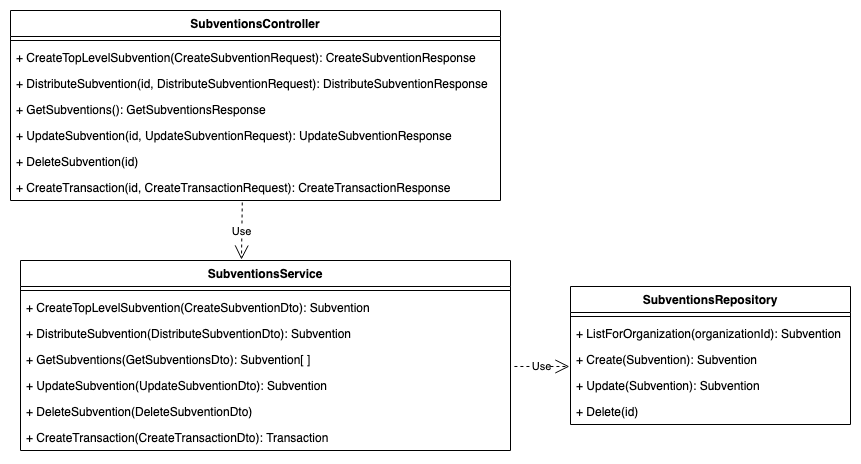 SubventionsController
+ CreateTopLevelSubvention(CreateSubventionRequest): CreateSubventionResponse
+ DistributeSubvention(id, DistributeSubventionRequest): DistributeSubventionResponse
+ GetSubventions(): GetSubventionsResponse
+ UpdateSubvention(id, UpdateSubventionRequest): UpdateSubventionResponse
+ DeleteSubvention(id)
+ CreateTransaction(id, CreateTransactionRequest): CreateTransactionResponse
Use
SubventionsService
+ CreateTopLevelSubvention(CreateSubventionDto): Subvention
+ DistributeSubvention(DistributeSubventionDto): Subvention
+ GetSubventions(GetSubventionsDto): Subvention[ ]
+ UpdateSubvention(UpdateSubventionDto): Subvention
+ DeleteSubvention(DeleteSubventionDto)
+ CreateTransaction(CreateTransactionDto): Transaction
Use
SubventionsRepository
+ ListForOrganization(organizationId): Subvention
+ Create(Subvention): Subvention
+ Update(Subvention): Subvention
+ Delete(id)